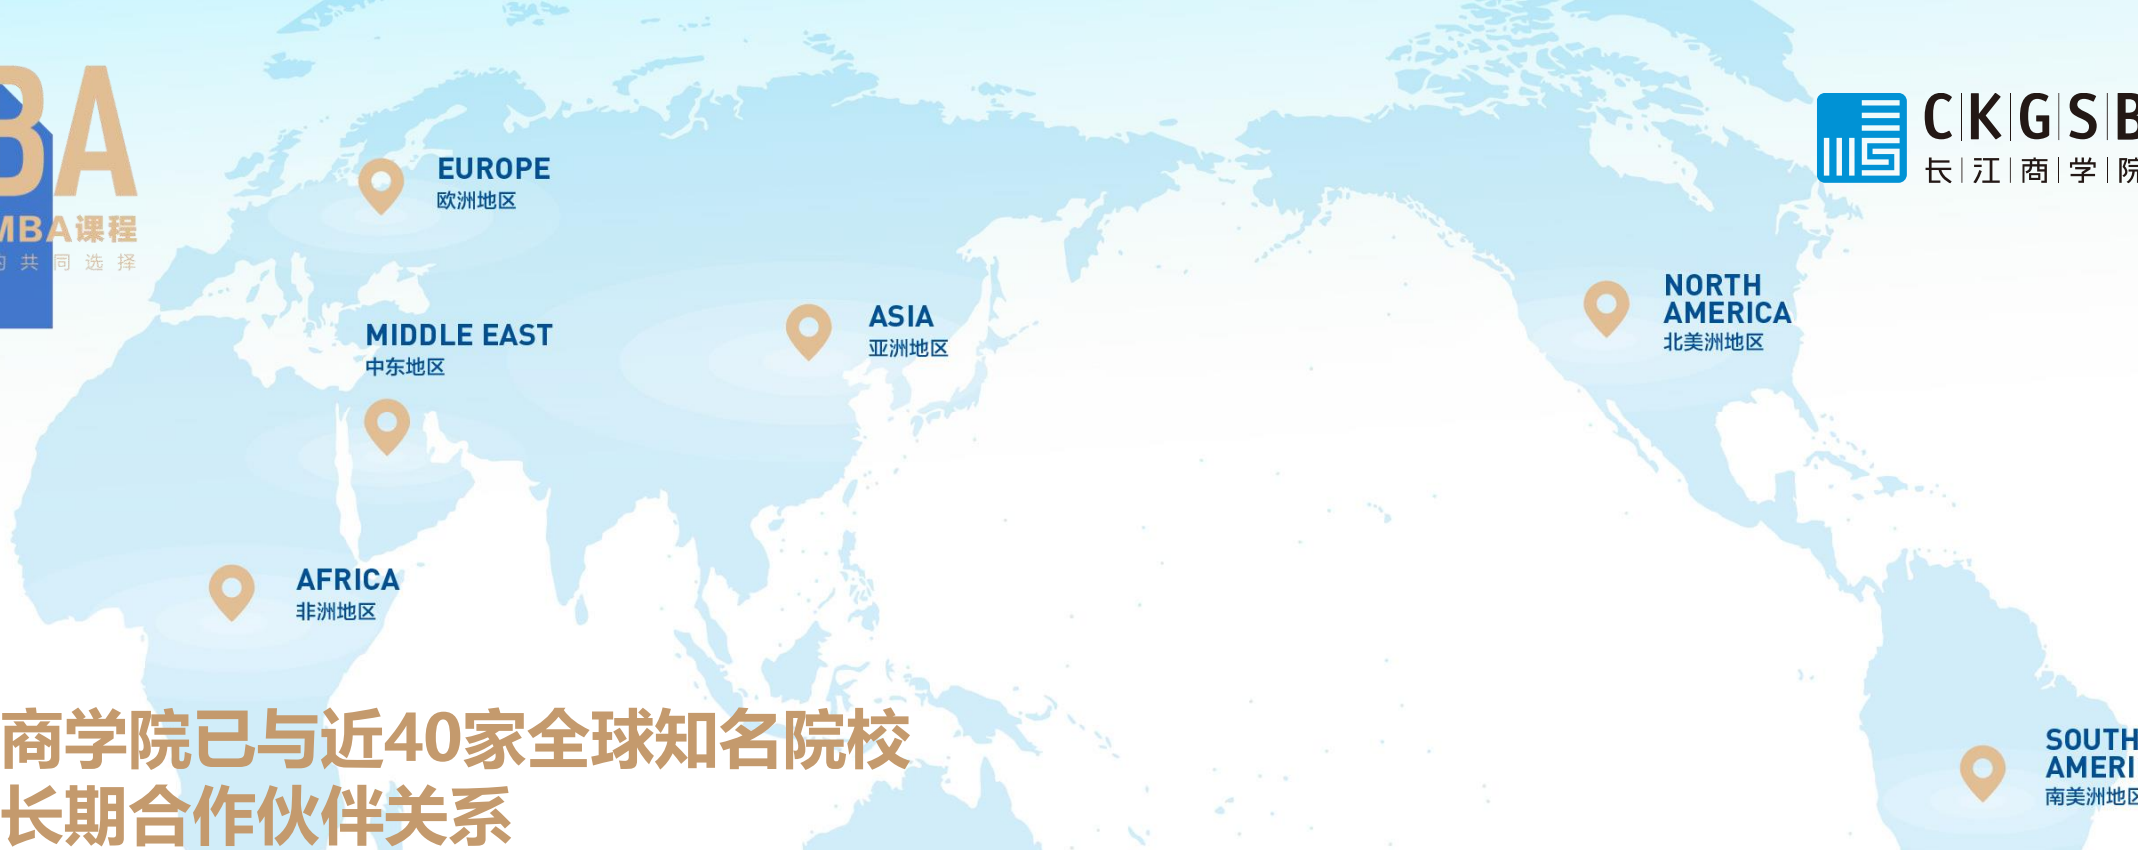 BA
MBA课程
的共同选择
CKGSB
长江商学院
EUROPE
欧洲地区
MIDDLE EAST
中东地区
ASIA
亚洲地区
NORTH
AMERICA
北美洲地区
AFRICA
非洲地区
SOUTH
AMERI
南美洲地区
商学院已与近40家全球知名院校
长期合作伙伴关系